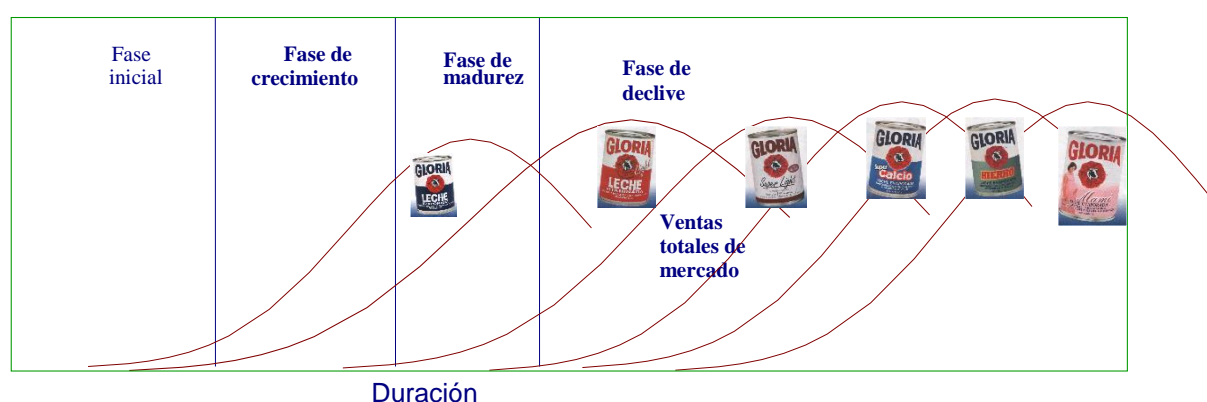 Fase
inicial
Fase de
crecimiento
Fase de
madurez
Fase de
declive
GLORIA
LECHE
GLORIA
LECHE
GLORIA
Super Light
GLORIA
Calcio
GLORIA
HIERRO
GLORIA
Mamá
Ventas
totales de
mercado
Duración